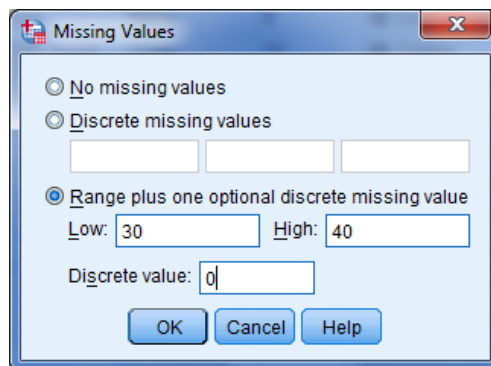 Missing Values
No missing values
Discrete missing values
Range plus one optional discrete missing value
Low: 30 High: 40
Discrete value: 0
OK Cancel Help